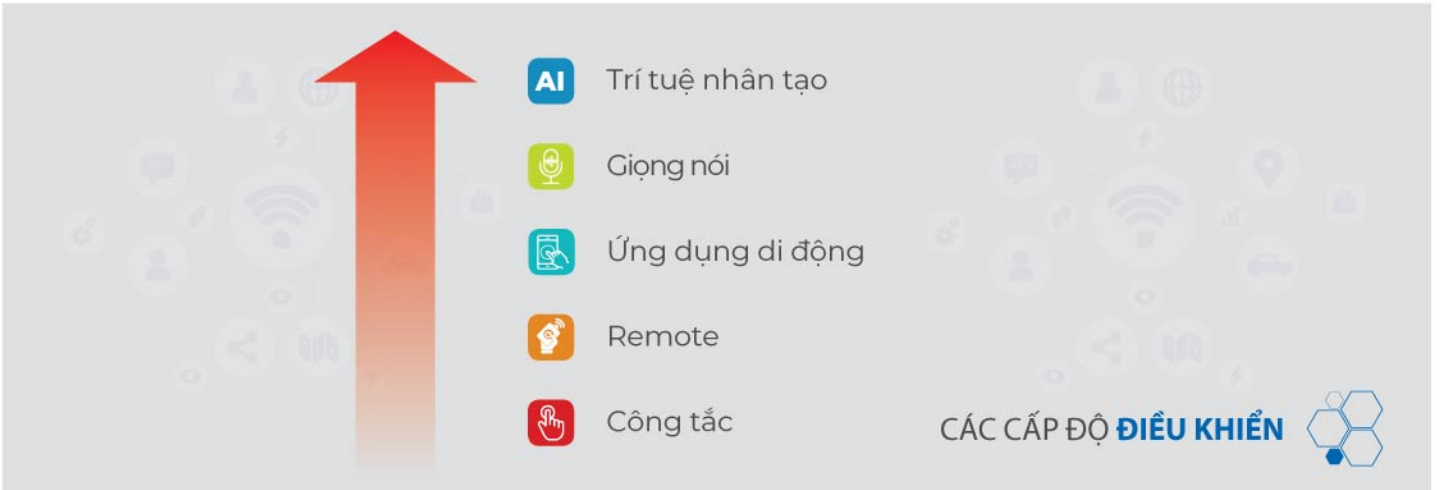 AI Trí tuệ nhân tạo
Giọng nói
Ứng dụng di động
Remote
Công tắc
CÁC CẤP ĐỘ ĐIỀU KHIỂN